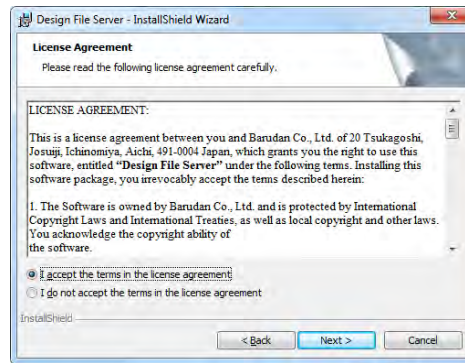 Design File Server - InstallShield Wizard
License Agreement
Please read the following license agreement carefully.
LICENSE AGREEMENT:
This is a license agreement between you and Barudan Co., Ltd. of 20 Tsukagoshi,
Josuiji, Ichinomiya, Aichi, 491-0004 Japan, which grants you the right to use this
software, entitled “Design File Server” under the following terms. Installing this
software package, you irrevocably accept the terms described herein:
1. The Software is owned by Barudan Co., Ltd. and is protected by International
Copyright Laws and International Treaties, as well as local copyright and other laws.
You acknowledge the copyright ability of
the software.
I accept the terms in the license agreement
I do not accept the terms in the license agreement
InstallShield
< Back Next > Cancel